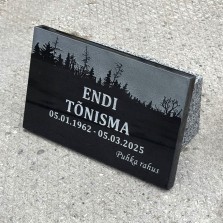 ENDI
TÕNISMA
05.01.1962 - 05.03.2025
Puhka rahus